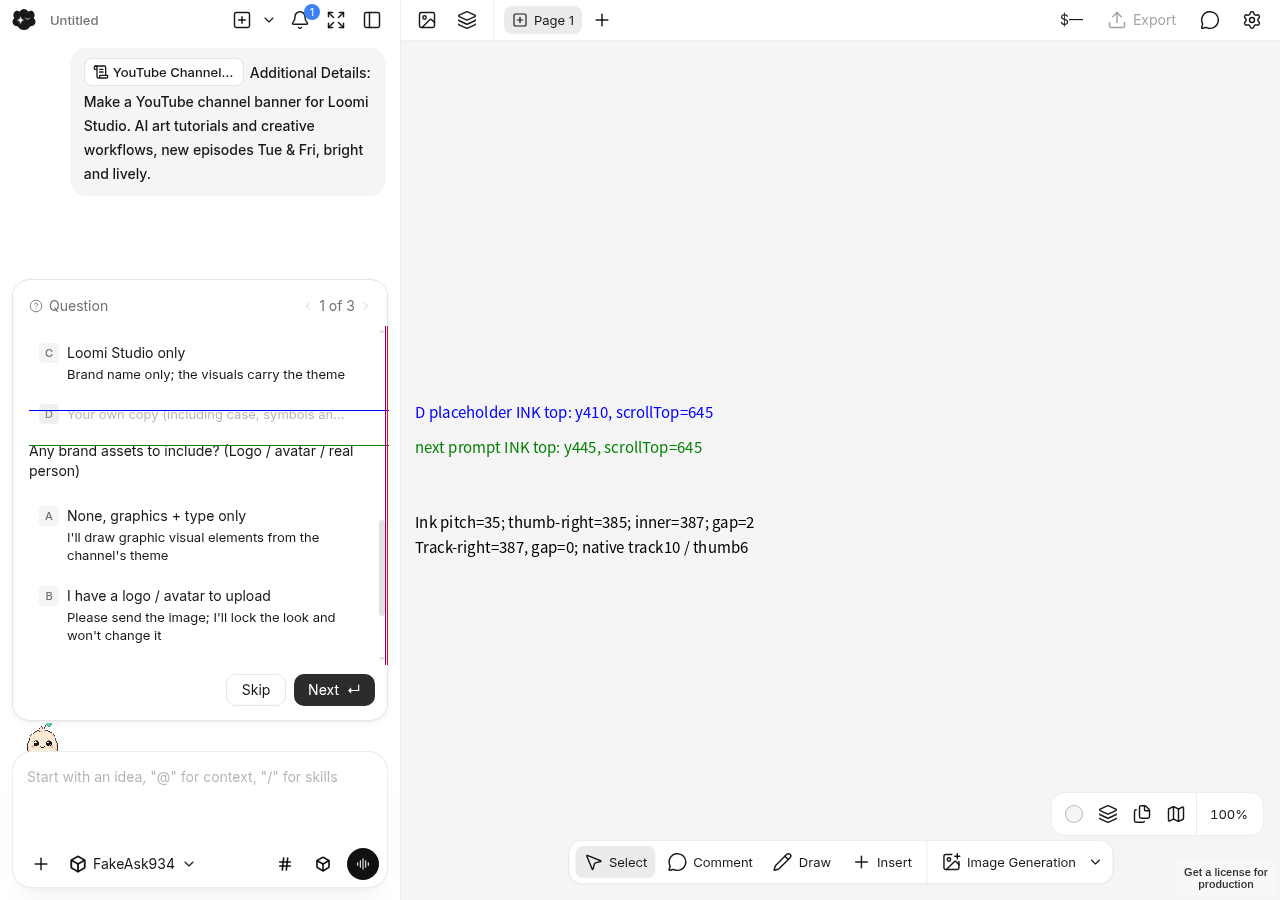 Untitled
1
Page 1
$—
Export
YouTube Channel... Additional Details:
Make a YouTube channel banner for Loomi
Studio. AI art tutorials and creative
workflows, new episodes Tue & Fri, bright
and lively.
Question
1 of 3
C Loomi Studio only
Brand name only; the visuals carry the theme
D Your own copy (including case, symbols an...
Any brand assets to include? (Logo / avatar / real
person)
A None, graphics + type only
I'll draw graphic visual elements from the
channel's theme
B I have a logo / avatar to upload
Please send the image; I'll lock the look and
won't change it
Skip
Next
D placeholder INK top: y410, scrollTop=645
next prompt INK top: y445, scrollTop=645
Ink pitch=35; thumb-right=385; inner=387; gap=2
Track-right=387, gap=0; native track10 / thumb6
Start with an idea, "@" for context, "/" for skills
FakeAsk934
100%
Select
Comment
Draw
Insert
Image Generation
Get a license for
production